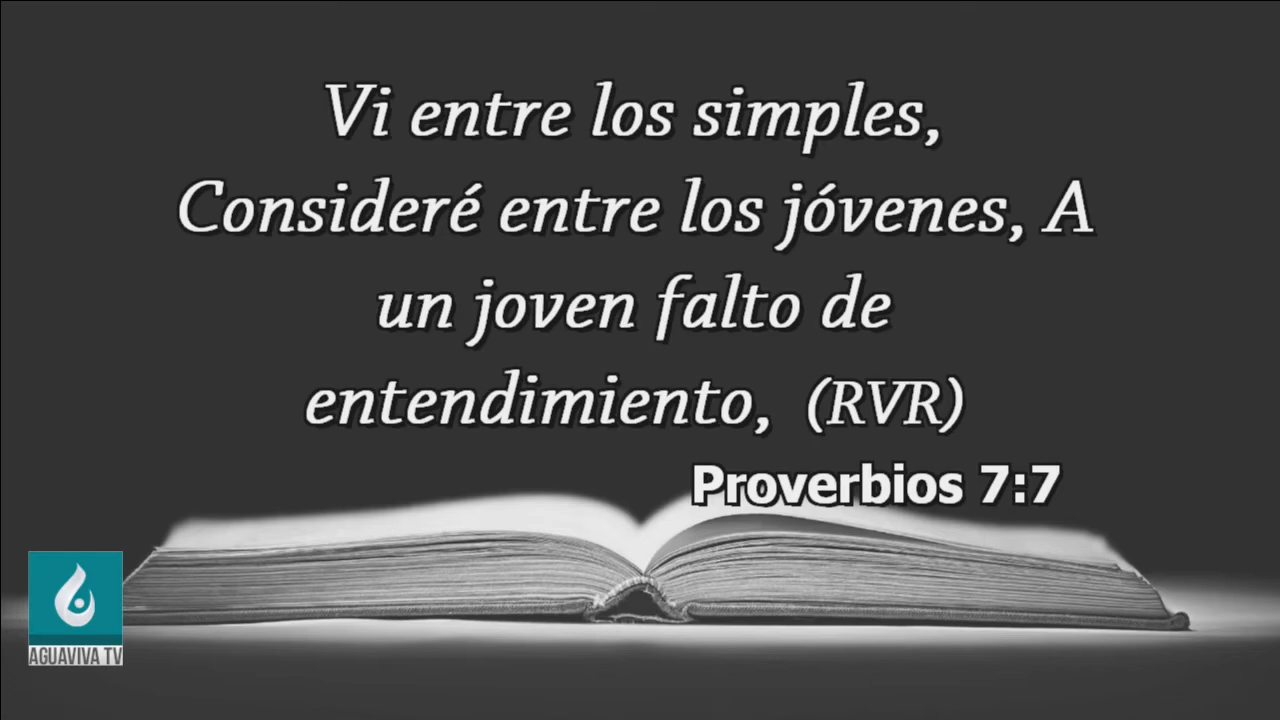 Vi entre los simples,
Consideré entre los jóvenes, A
un joven falto de
entendimiento, (RVR)
Proverbios 7:7
AGUAVIVA TV